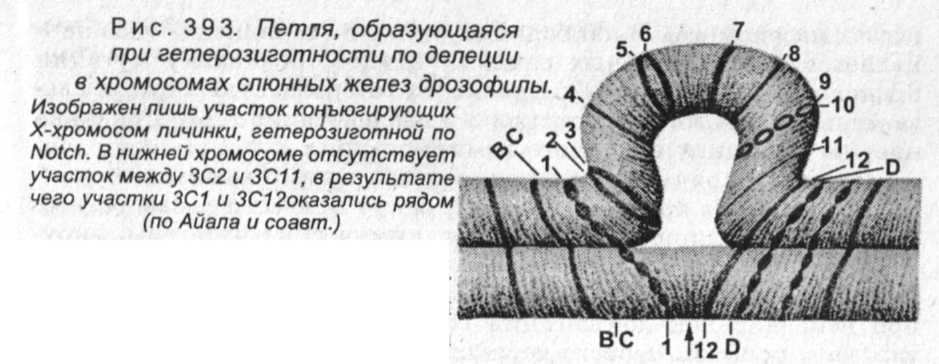 Рис. 393. Петля, образующаяся
при гетерозиготности по делеции
в хромосомах слюнных желез дрозофилы.
Изображен лишь участок конъюгирующих
Х-хромосом личинки, гетерозиготной по
Notch. В нижней хромосоме отсутствует
участок между 3С2 и 3С11, в результате
чего участки 3С1 и 3С12оказались рядом
(по Айала и соавт.)
B C 1 2 3 4 5 6 7 8 9 10 11 12 D
B C 1 12 D